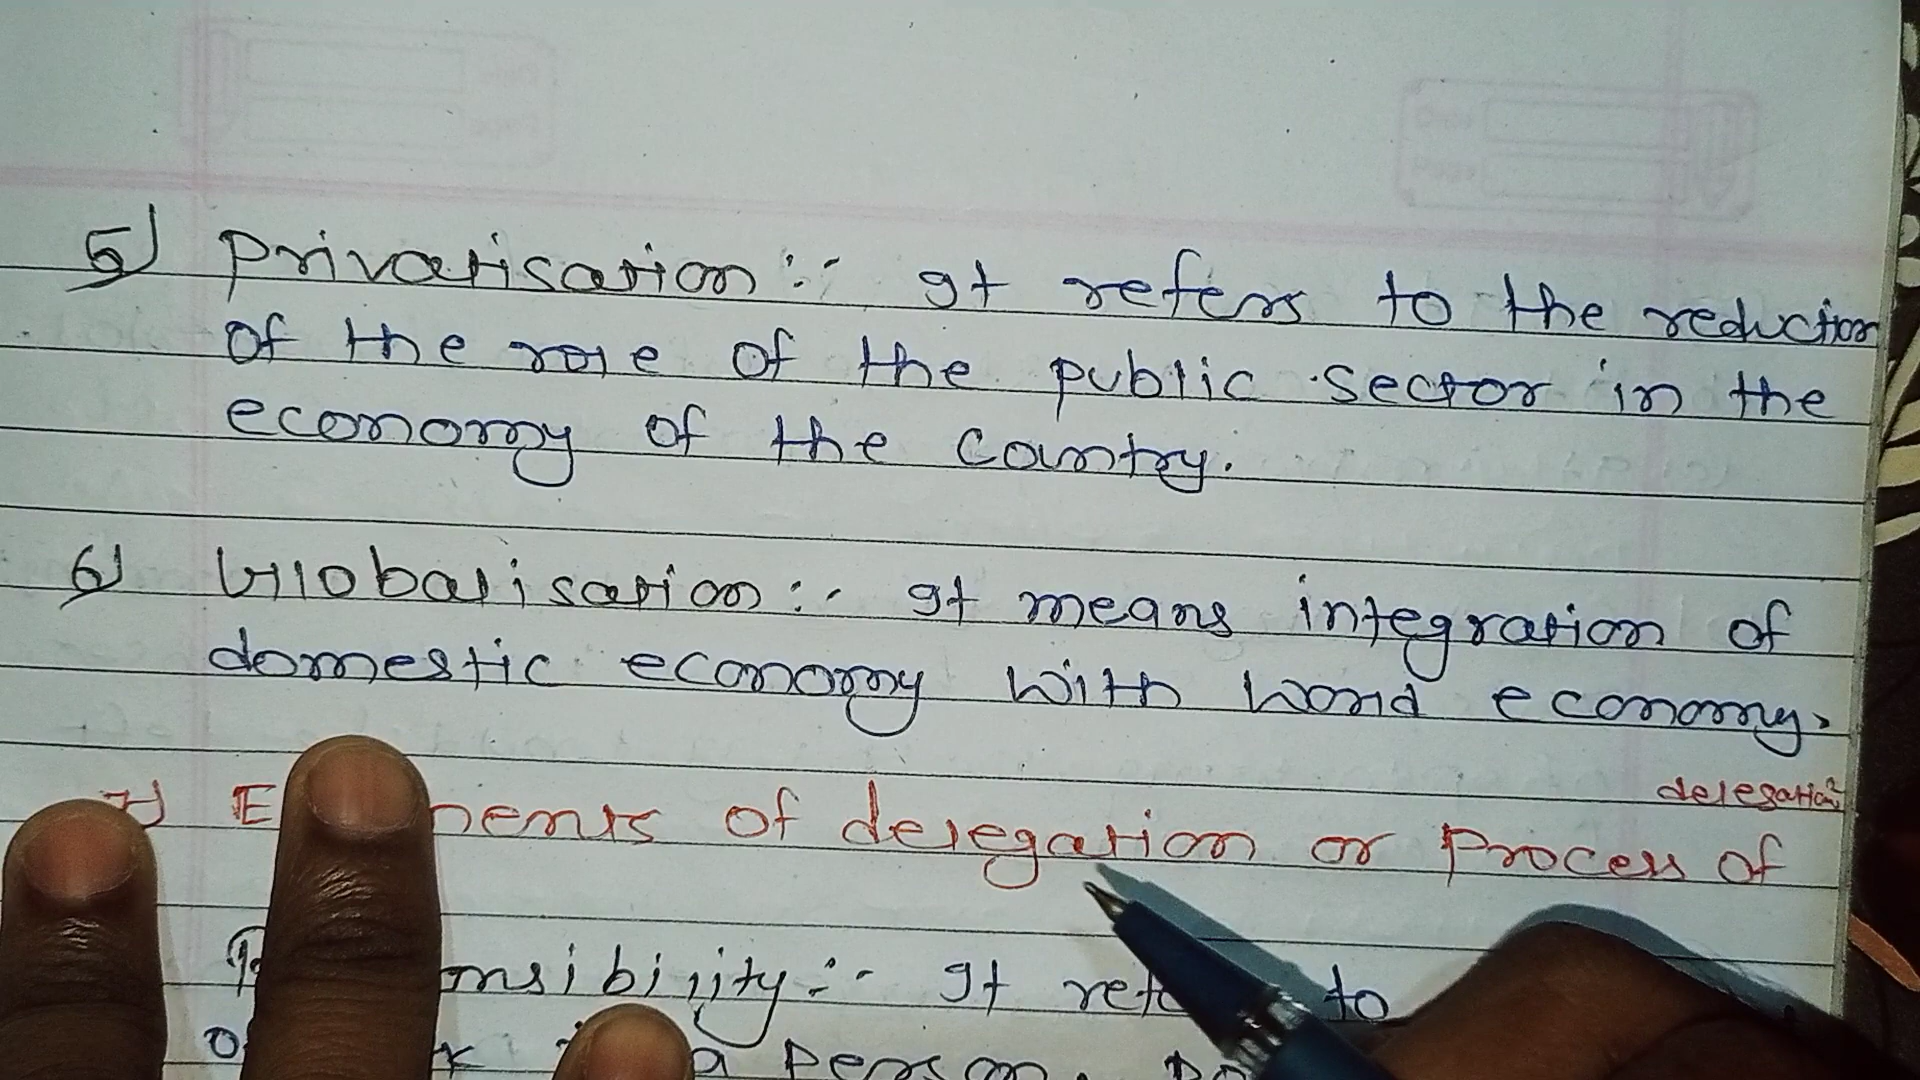 5) Privatisation :- It refers to the reduction
of the role of the public sector in the
economy of the country.
6) Globalisation :- It means integration of
domestic economy with world economy.
delegation
7) of delegation or Process of
:- It to
a person.